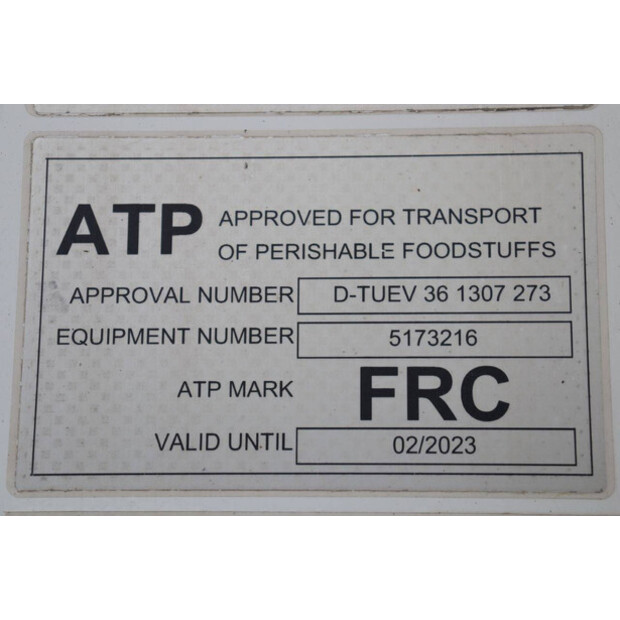 ATP APPROVED FOR TRANSPORT
OF PERISHABLE FOODSTUFFS
APPROVAL NUMBER D-TUEV 36 1307 273
EQUIPMENT NUMBER 5173216
ATP MARK FRC
VALID UNTIL 02/2023